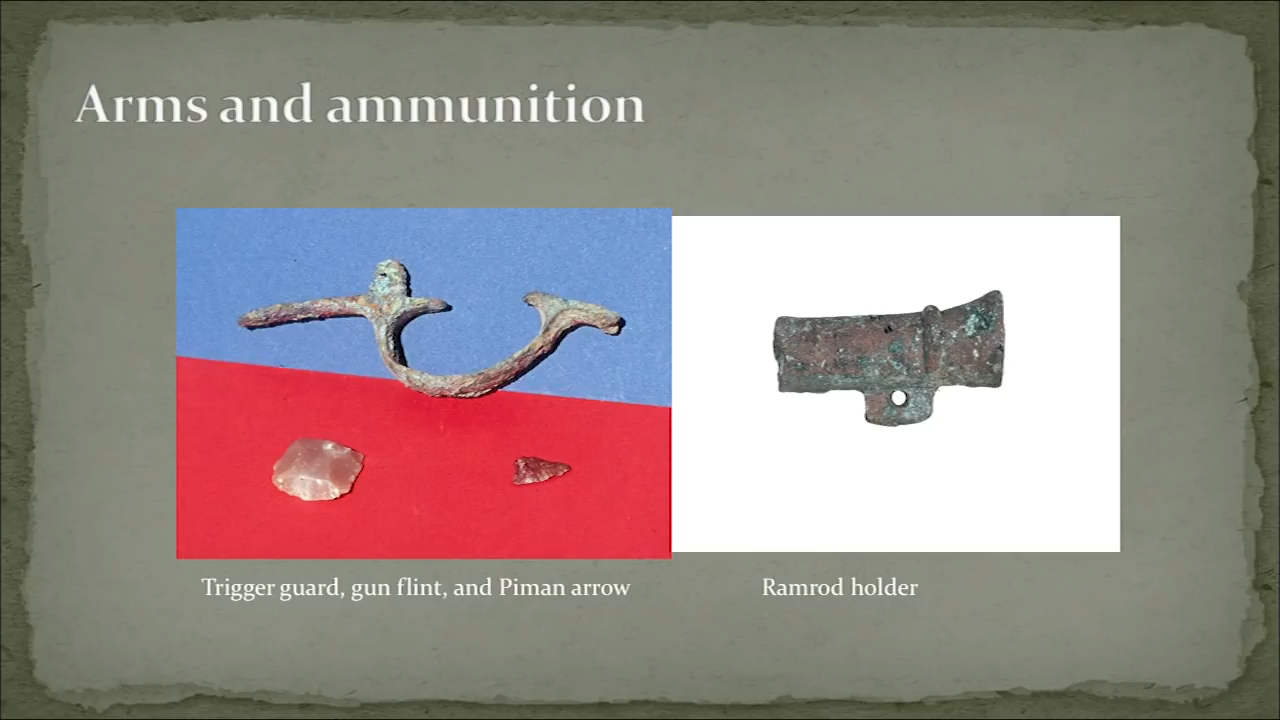 Arms and ammunition
Trigger guard, gun flint, and Piman arrow
Ramrod holder